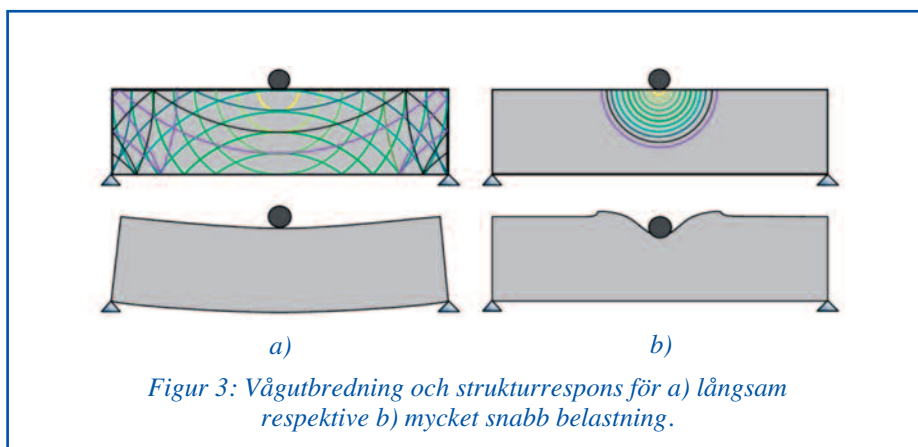 a)
b)
Figur 3: Vågutbredning och strukturrespons för a) långsam
respektive b) mycket snabb belastning.